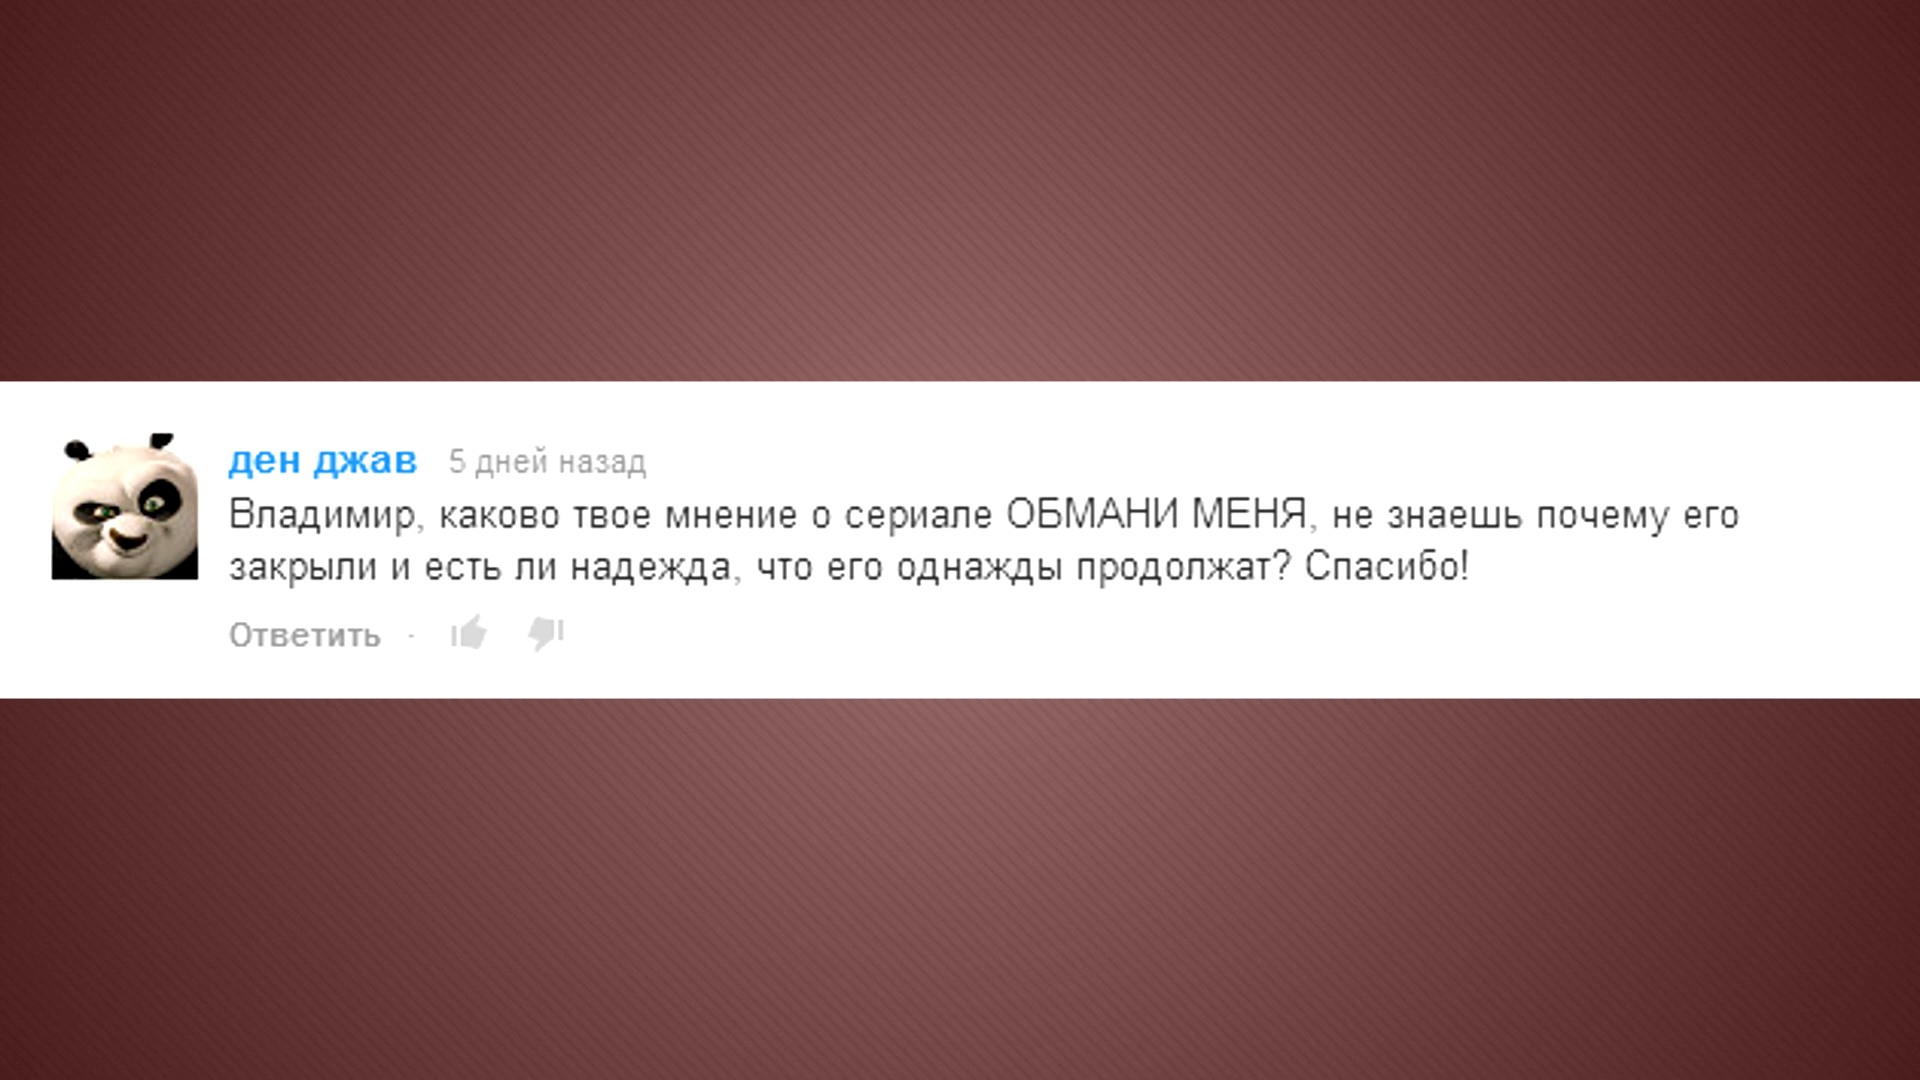 ден джав 5 дней назад
Владимир, каково твое мнение о сериале ОБМАНИ МЕНЯ, не знаешь почему его
закрыли и есть ли надежда, что его однажды продолжат? Спасибо!
Ответить ·